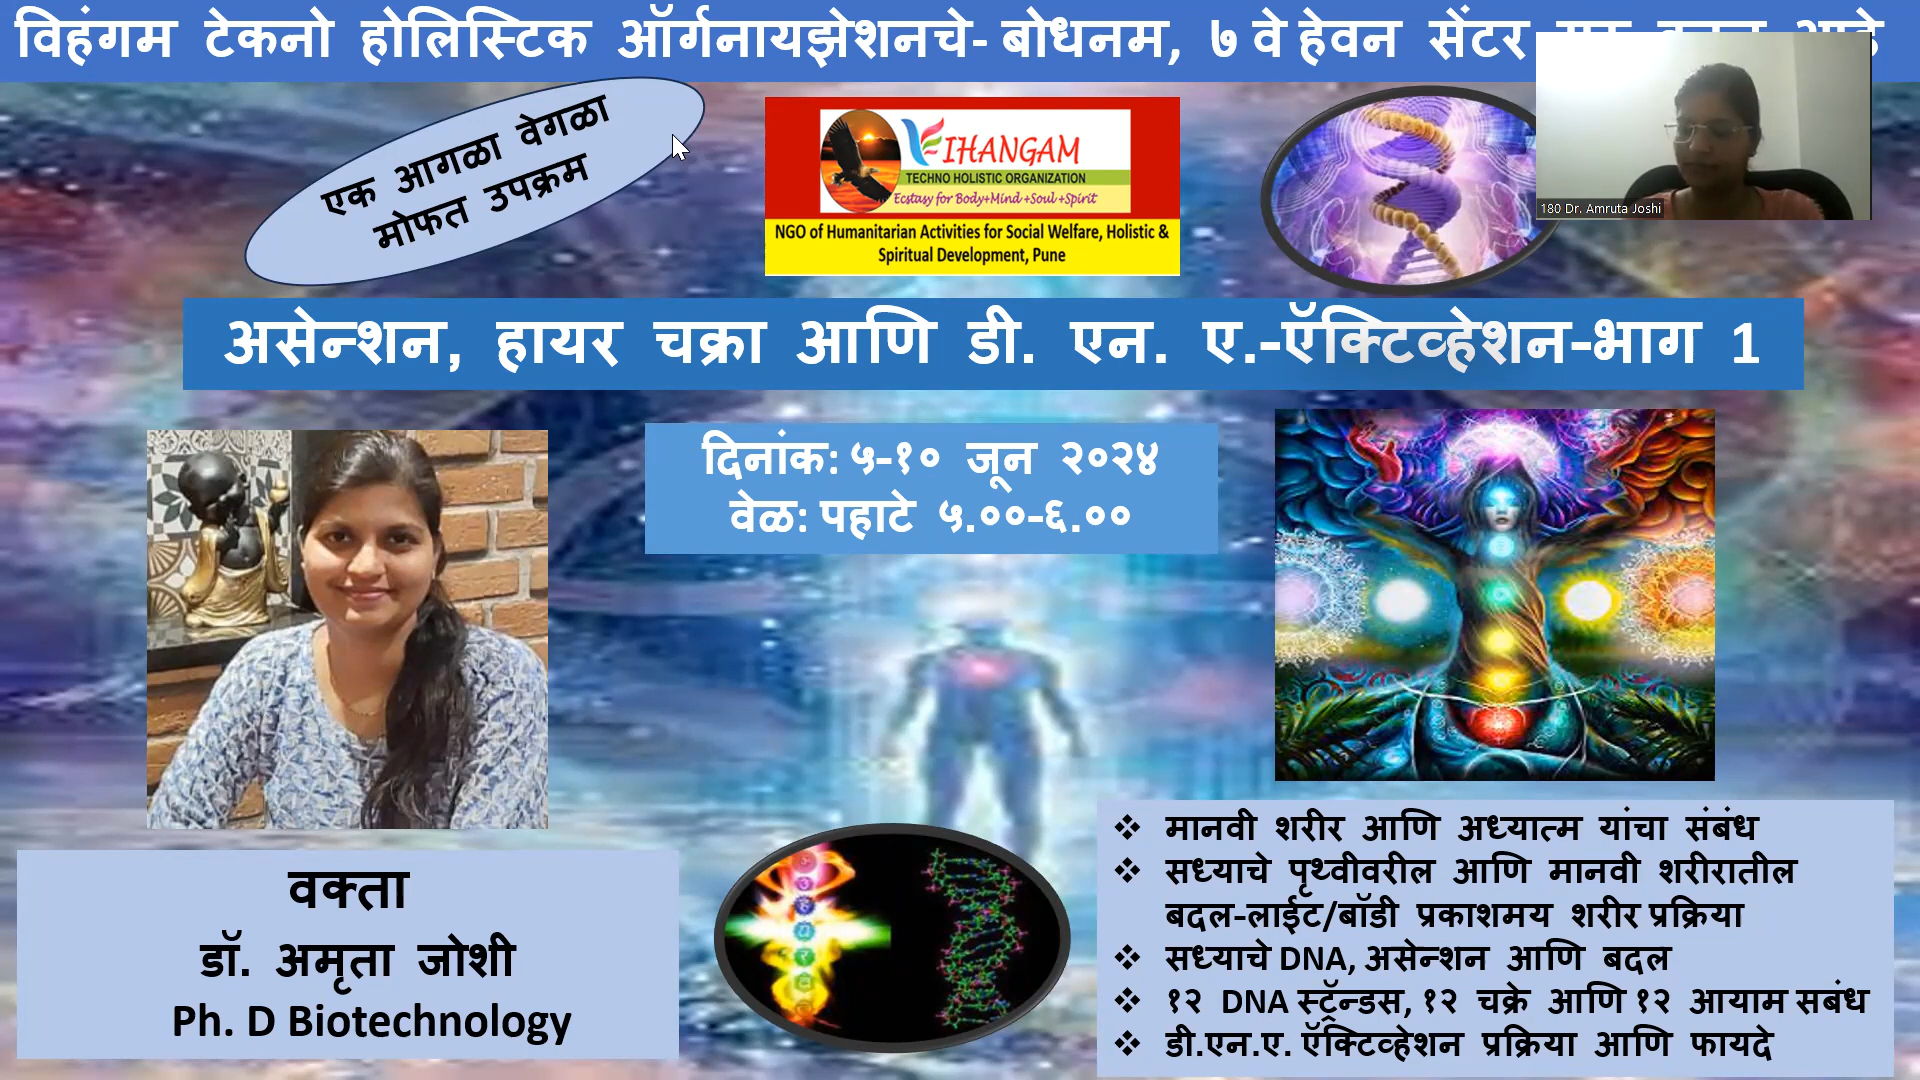 विहंगम टेकनो होलिस्टिक ऑर्गनायझेशनचे- बोधनम, ७ वे हेवन सेंटर
एक आगळा वेगळा
मोफत उपक्रम
VIHANGAM
TECHNO HOLISTIC ORGANIZATION
Ecstasy for Body+Mind +Soul +Spirit
NGO of Humanitarian Activities for Social Welfare, Holistic &
Spiritual Development, Pune
180 Dr. Amruta Joshi
असेन्शन, हायर चक्रा आणि डी. एन. ए.-ऍक्टिव्हेशन-भाग 1
दिनांक: ५-१० जून २०२४
वेळ: पहाटे ५.००-६.००
वक्ता
डॉ. अमृता जोशी
Ph. D Biotechnology
❖ मानवी शरीर आणि अध्यात्म यांचा संबंध
❖ सध्याचे पृथ्वीवरील आणि मानवी शरीरातील
बदल-लाईट/बॉडी प्रकाशमय शरीर प्रक्रिया
❖ सध्याचे DNA, असेन्शन आणि बदल
❖ १२ DNA स्ट्रॅन्डस, १२ चक्रे आणि १२ आयाम सबंध
❖ डी.एन.ए. ऍक्टिव्हेशन प्रक्रिया आणि फायदे